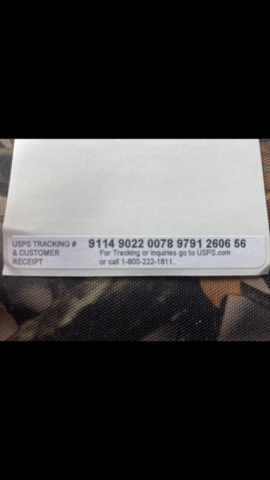 USPS TRACKING # 9114 9022 0078 9791 2606 56
& CUSTOMER For Tracking or inquiries go to USPS.com
RECEIPT or call 1-800-222-1811.